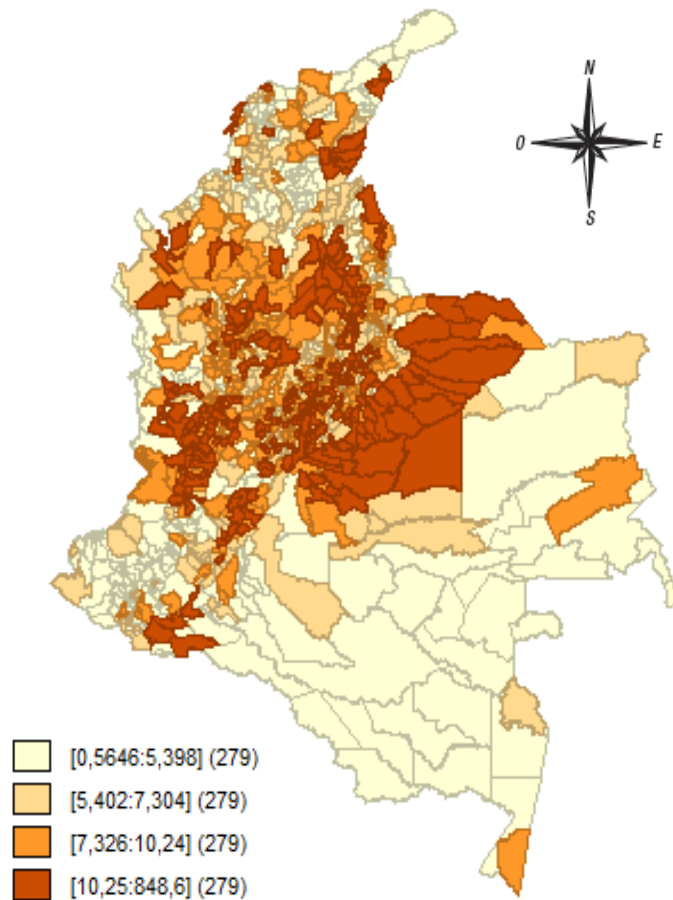 N
O E
S
[0,5646:5,398] (279)
[5,402:7,304] (279)
[7,326:10,24] (279)
[10,25:848,6] (279)